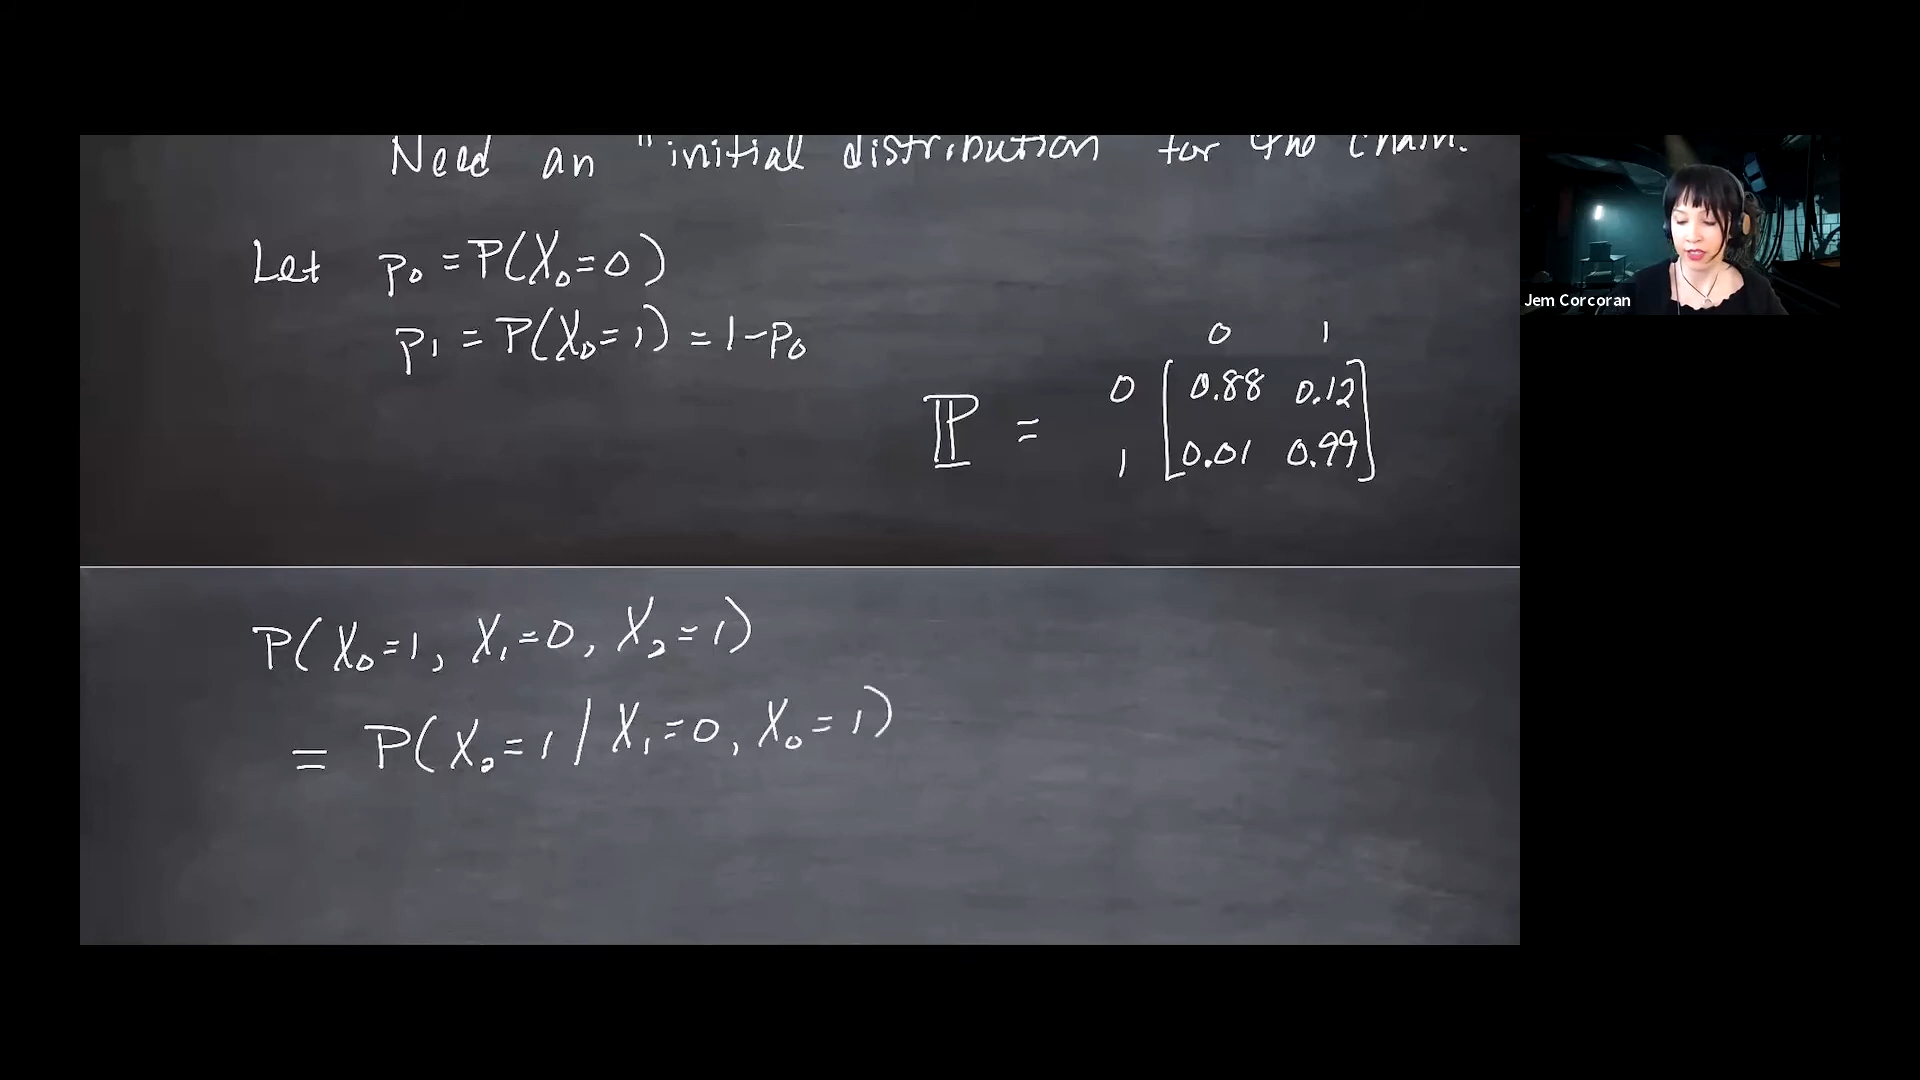 Need an "initial distribution for the chain.
Let p₀ = P(X₀=0)
p₁ = P(X₀=1) = 1-p₀
0 1
ℙ = 0 [0.88 0.12]
1 [0.01 0.99]
P(X₀=1, X₁=0, X₂=1)
= P(X₂=1 / X₁=0, X₀=1)
Jem Corcoran